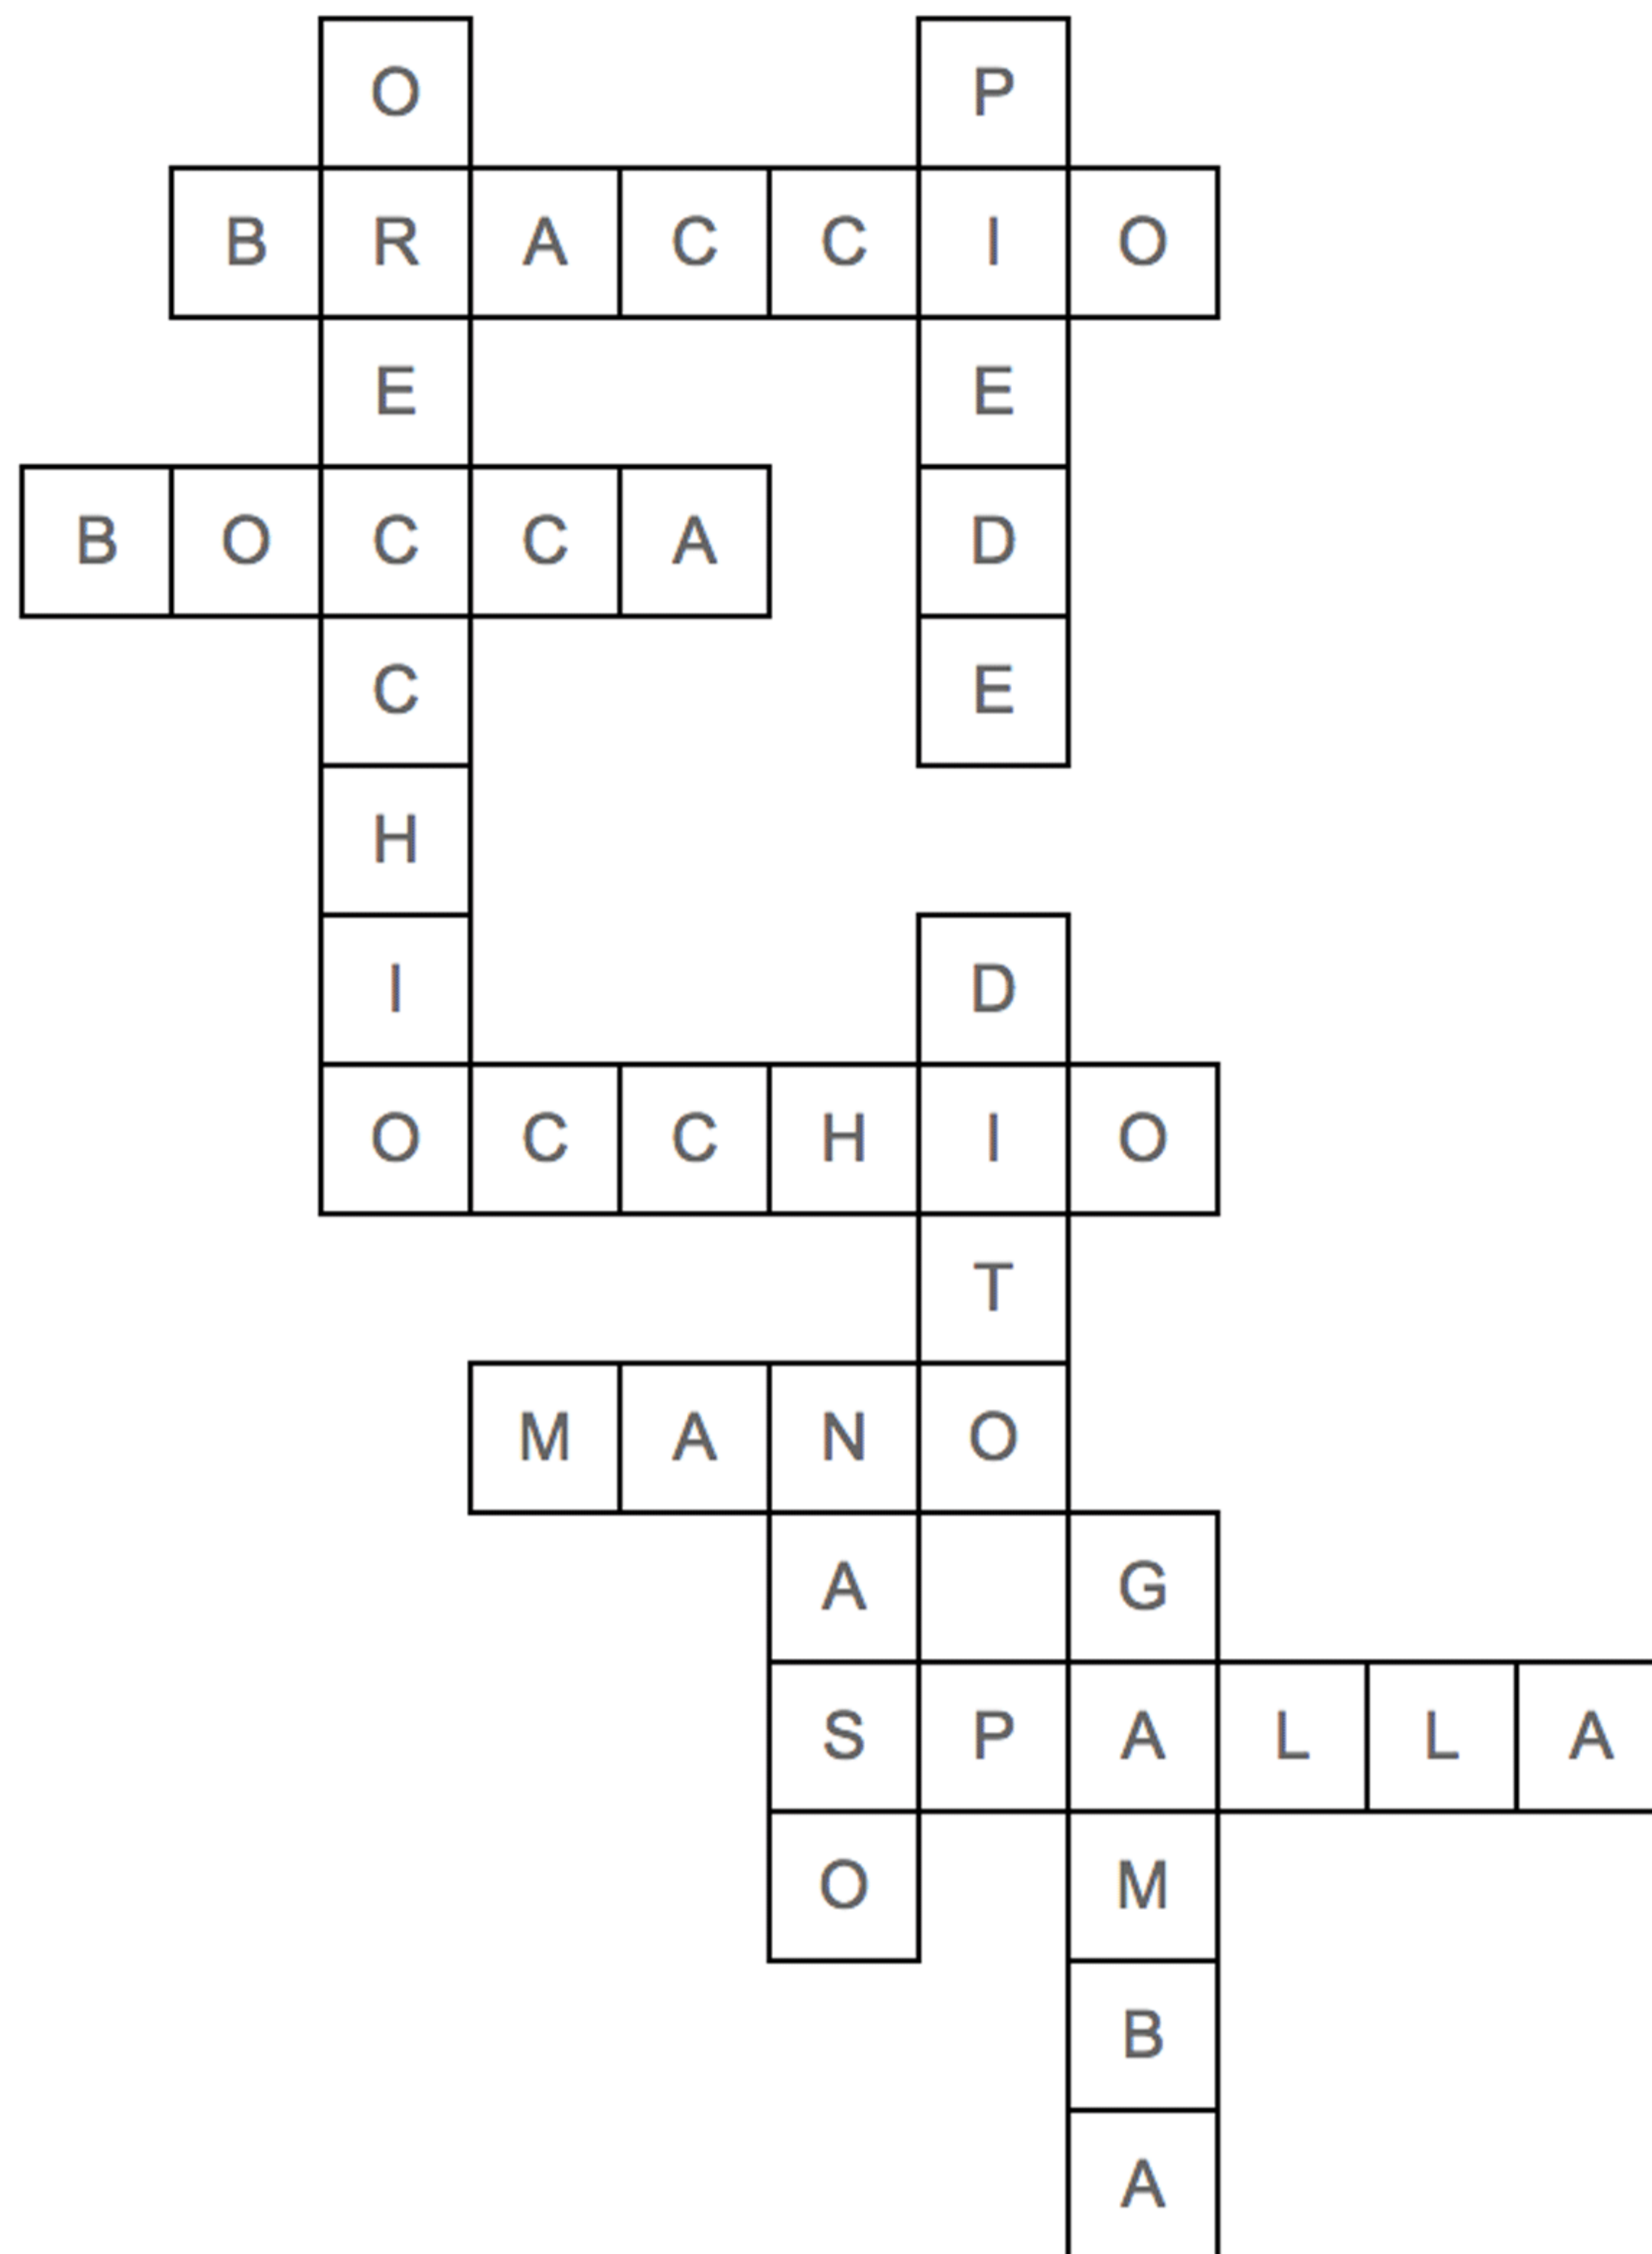 O P
B R A C C I O
E E
B O C C A D
C E
H
I D
O C C H I O
T
M A N O
A G
S P A L L A
O M
B
A